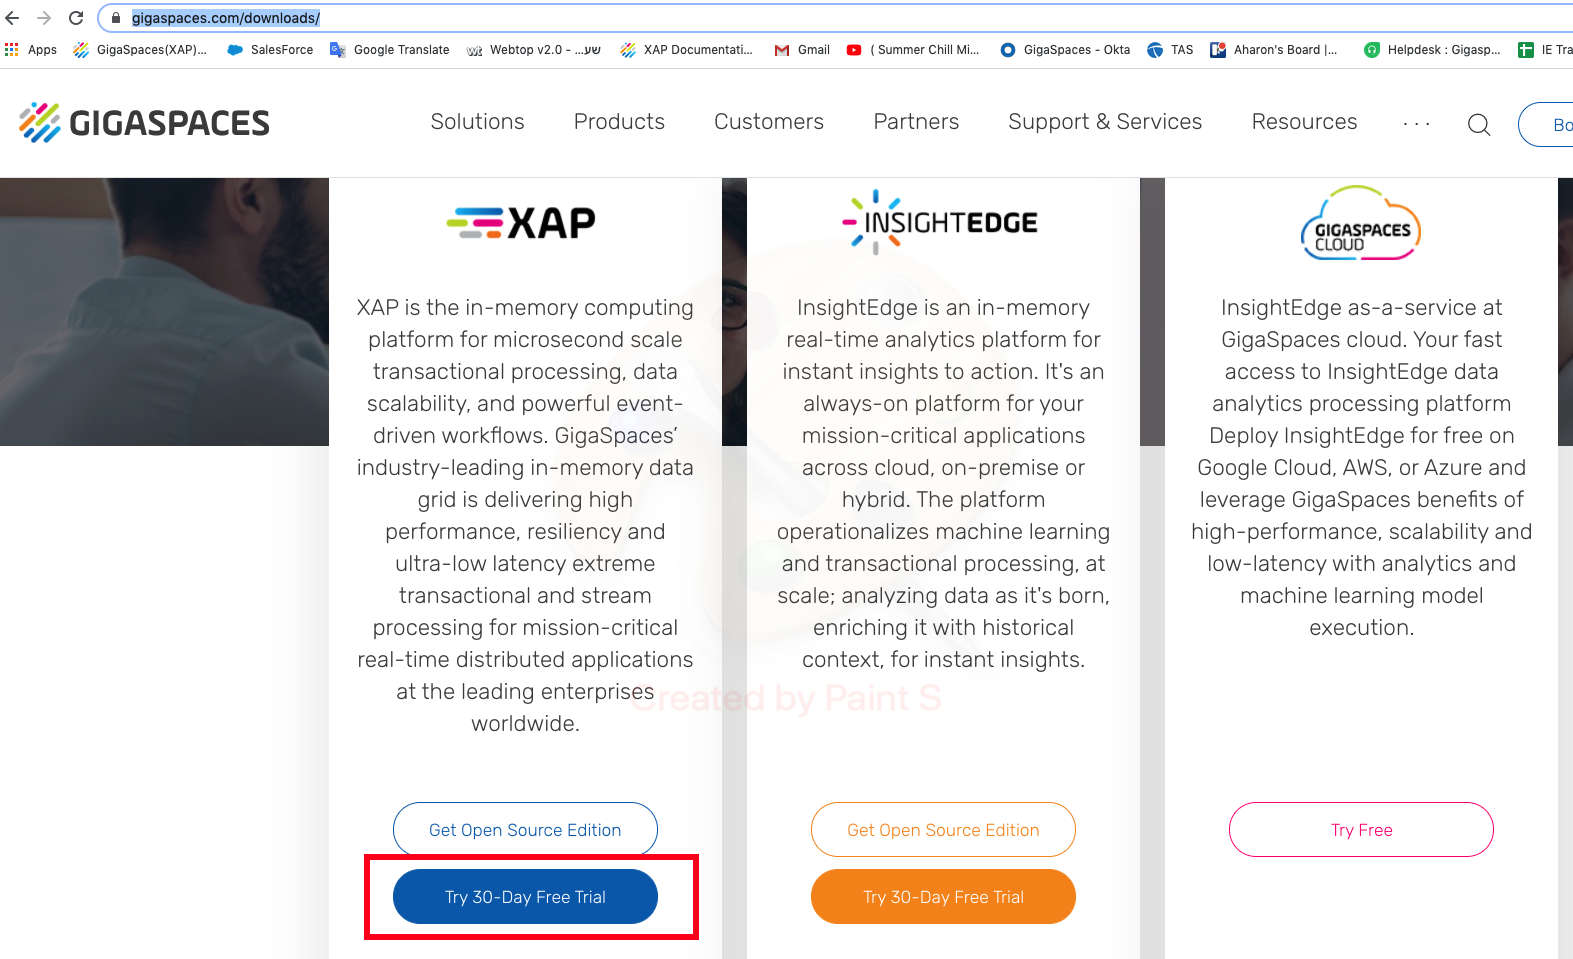 gigaspaces.com/downloads/
Apps GigaSpaces(XAP)... SalesForce Google Translate Webtop v2.0 - ...שע XAP Documentati... Gmail ( Summer Chill Mi... GigaSpaces - Okta TAS Aharon's Board |... Helpdesk : Gigasp... IE Tra
GIGASPACES Solutions Products Customers Partners Support & Services Resources ... Bo
XAP
XAP is the in-memory computing
platform for microsecond scale
transactional processing, data
scalability, and powerful event-
driven workflows. GigaSpaces’
industry-leading in-memory data
grid is delivering high
performance, resiliency and
ultra-low latency extreme
transactional and stream
processing for mission-critical
real-time distributed applications
at the leading enterprises
worldwide.
Get Open Source Edition
Try 30-Day Free Trial
INSIGHTEDGE
InsightEdge is an in-memory
real-time analytics platform for
instant insights to action. It's an
always-on platform for your
mission-critical applications
across cloud, on-premise or
hybrid. The platform
operationalizes machine learning
and transactional processing, at
scale; analyzing data as it's born,
enriching it with historical
context, for instant insights.
Get Open Source Edition
Try 30-Day Free Trial
GIGASPACES
CLOUD
InsightEdge as-a-service at
GigaSpaces cloud. Your fast
access to InsightEdge data
analytics processing platform
Deploy InsightEdge for free on
Google Cloud, AWS, or Azure and
leverage GigaSpaces benefits of
high-performance, scalability and
low-latency with analytics and
machine learning model
execution.
Try Free
Created by Paint S